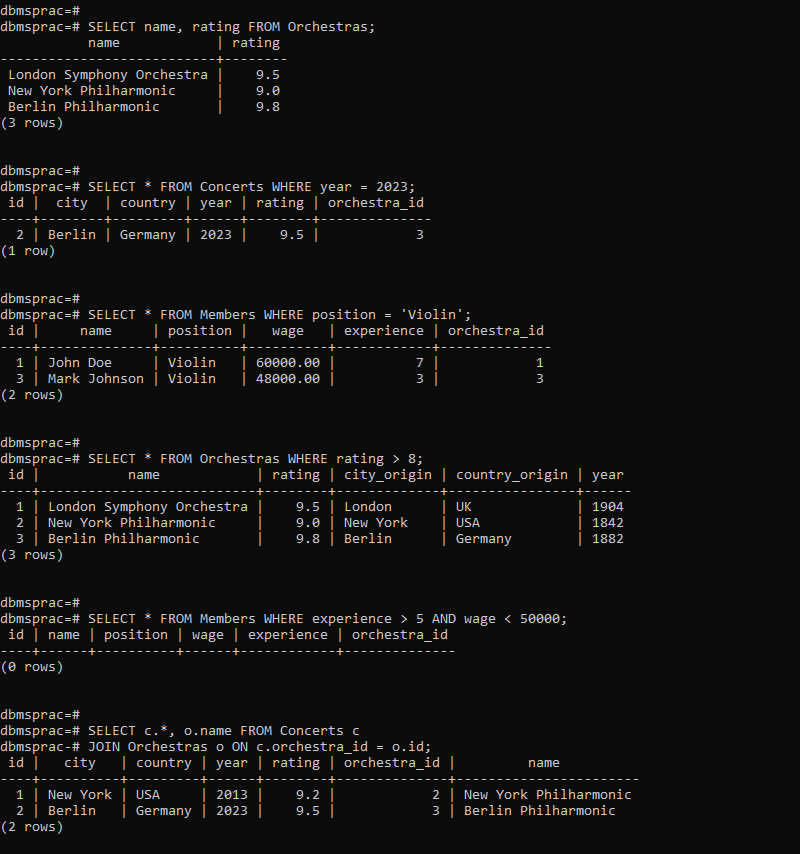 dbmsprac=#
dbmsprac=# SELECT name, rating FROM Orchestras;
           name            | rating
---------------------------+--------
 London Symphony Orchestra |    9.5
 New York Philharmonic     |    9.0
 Berlin Philharmonic       |    9.8
(3 rows)
dbmsprac=#
dbmsprac=# SELECT * FROM Concerts WHERE year = 2023;
 id |  city  | country | year | rating | orchestra_id
----+--------+---------+------+--------+--------------
  2 | Berlin | Germany | 2023 |    9.5 |            3
(1 row)
dbmsprac=#
dbmsprac=# SELECT * FROM Members WHERE position = 'Violin';
 id |     name     | position |   wage   | experience | orchestra_id
----+--------------+----------+----------+------------+--------------
  1 | John Doe     | Violin   | 60000.00 |          7 |            1
  3 | Mark Johnson | Violin   | 48000.00 |          3 |            3
(2 rows)
dbmsprac=#
dbmsprac=# SELECT * FROM Orchestras WHERE rating > 8;
 id |           name            | rating | city_origin | country_origin | year
----+---------------------------+--------+-------------+----------------+------
  1 | London Symphony Orchestra |    9.5 | London      | UK             | 1904
  2 | New York Philharmonic     |    9.0 | New York    | USA            | 1842
  3 | Berlin Philharmonic       |    9.8 | Berlin      | Germany        | 1882
(3 rows)
dbmsprac=#
dbmsprac=# SELECT * FROM Members WHERE experience > 5 AND wage < 50000;
 id | name | position | wage | experience | orchestra_id
----+------+----------+------+------------+--------------
(0 rows)
dbmsprac=#
dbmsprac=# SELECT c.*, o.name FROM Concerts c
dbmsprac-# JOIN Orchestras o ON c.orchestra_id = o.id;
 id |   city   | country | year | rating | orchestra_id |         name
----+----------+---------+------+--------+--------------+-----------------------
  1 | New York | USA     | 2013 |    9.2 |            2 | New York Philharmonic
  2 | Berlin   | Germany | 2023 |    9.5 |            3 | Berlin Philharmonic
(2 rows)